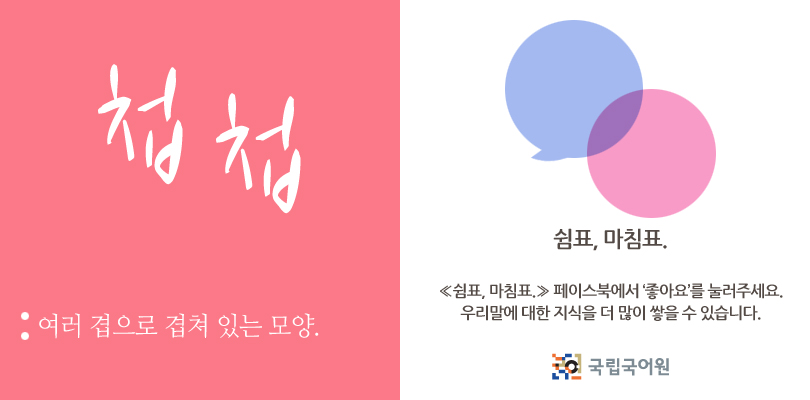 첩첩
: 여러 겹으로 겹쳐 있는 모양.
쉼표, 마침표.
≪쉼표, 마침표.≫ 페이스북에서 ‘좋아요’를 눌러주세요.
우리말에 대한 지식을 더 많이 쌓을 수 있습니다.
국립국어원